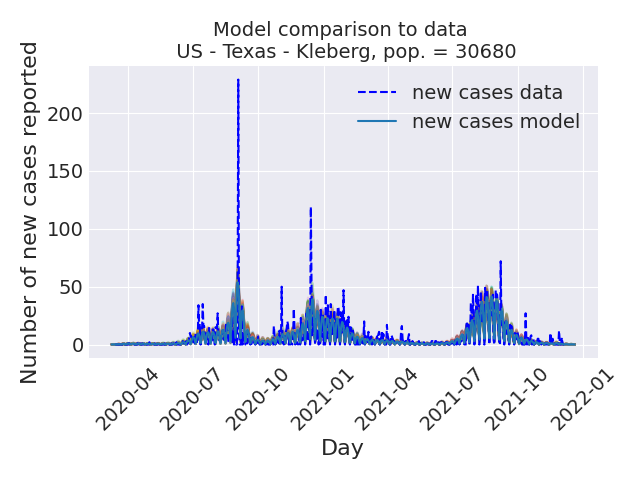 Model comparison to data
US - Texas - Kleberg, pop. = 30680
Number of new cases reported
200
150
100
50
0
new cases data
new cases model
2020-04
2020-07
2020-10
2021-01
2021-04
2021-07
2021-10
2022-01
Day